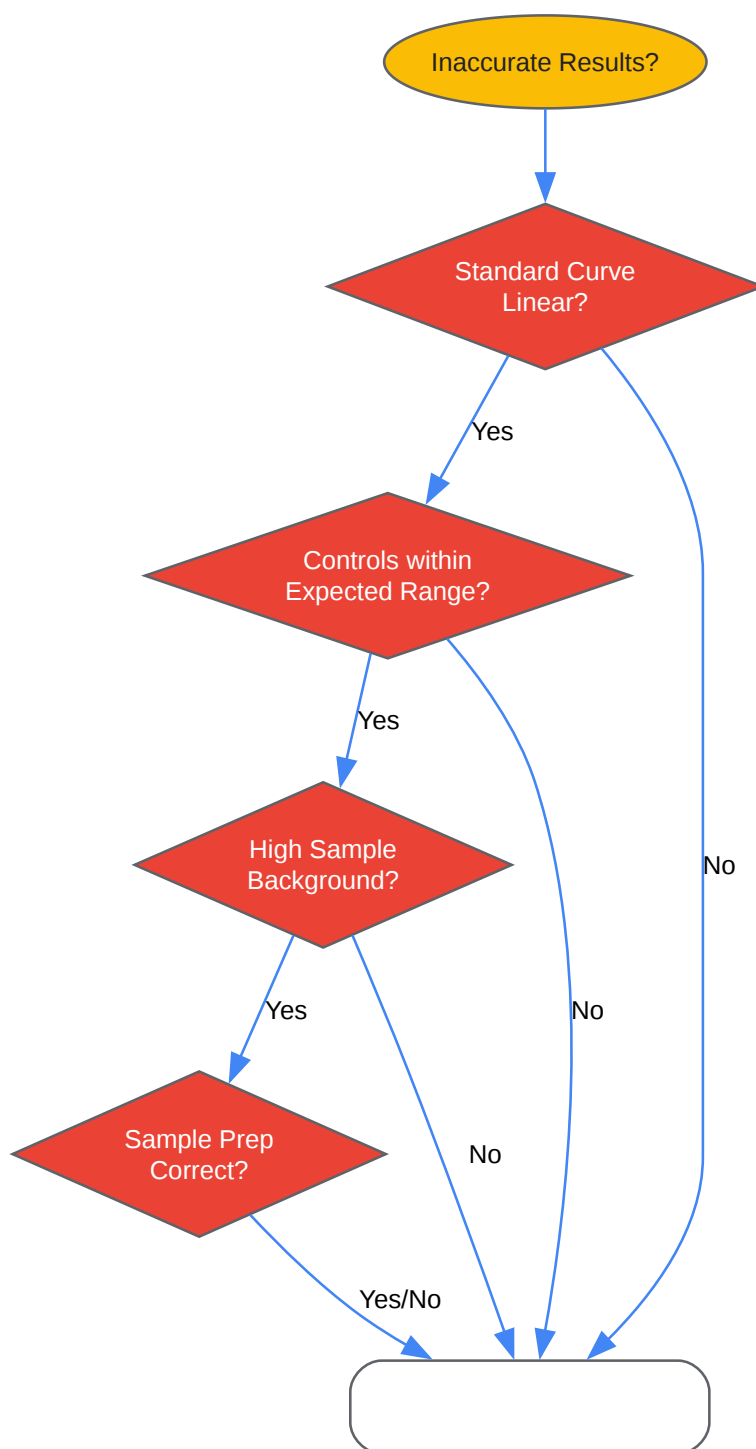 Inaccurate Results?
Standard Curve
Linear?
Yes
Controls within
Expected Range?
Yes
High Sample
Background?
No
Yes
No
Sample Prep
Correct?
No
Yes/No